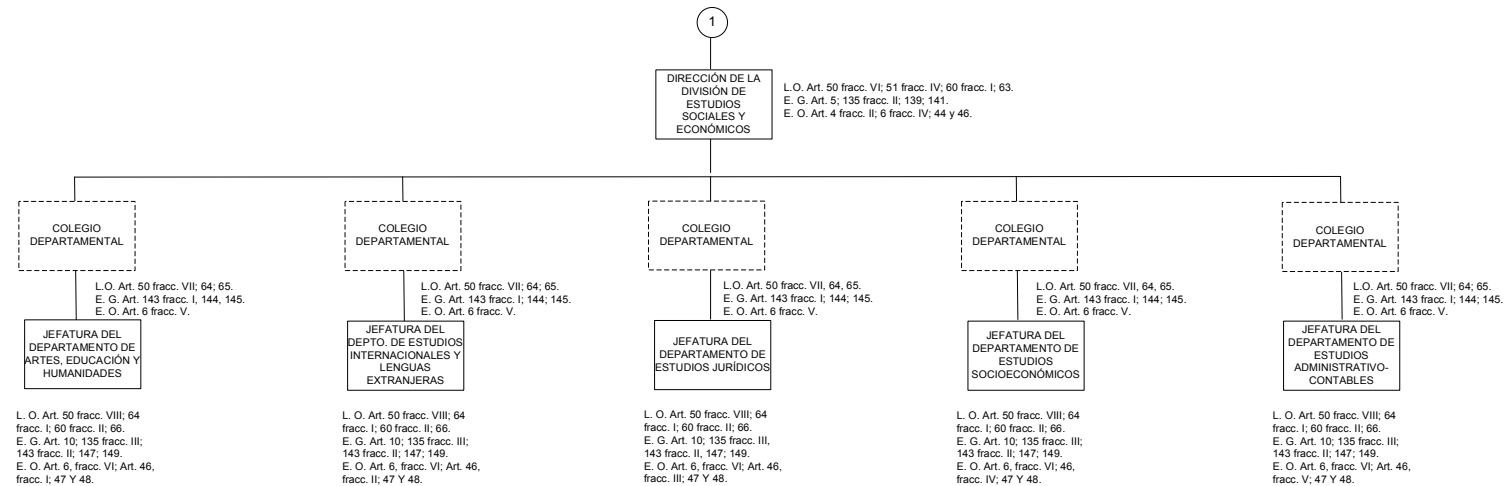 1
DIRECCIÓN DE LA
DIVISIÓN DE
ESTUDIOS
SOCIALES Y
ECONÓMICOS
L.O. Art. 50 fracc. VI; 51 fracc. IV; 60 fracc. I; 63.
E. G. Art. 5; 135 fracc. II; 139; 141.
E. O. Art. 4 fracc. II; 6 fracc. IV; 44 y 46.
COLEGIO
DEPARTAMENTAL
L.O. Art. 50 fracc. VII; 64; 65.
E. G. Art. 143 fracc. I, 144, 145.
E. O. Art. 6 fracc. V.
JEFATURA DEL
DEPARTAMENTO DE
ARTES, EDUCACIÓN Y
HUMANIDADES
L. O. Art. 50 fracc. VIII; 64
fracc. I; 60 fracc. II; 66.
E. G. Art. 10; 135 fracc. III;
143 fracc. II; 147; 149.
E. O. Art. 6, fracc. VI; Art. 46,
fracc. I; 47 Y 48.
COLEGIO
DEPARTAMENTAL
L.O. Art. 50 fracc. VII; 64; 65.
E. G. Art. 143 fracc. I; 144; 145.
E. O. Art. 6 fracc. V.
JEFATURA DEL
DEPTO. DE ESTUDIOS
INTERNACIONALES Y
LENGUAS
EXTRANJERAS
L. O. Art. 50 fracc. VIII; 64
fracc. I; 60 fracc. II; 66.
E. G. Art. 10; 135 fracc. III;
143 fracc. II; 147; 149.
E. O. Art. 6, fracc. VI; Art. 46,
fracc. II; 47 Y 48.
COLEGIO
DEPARTAMENTAL
L.O. Art. 50 fracc. VII, 64, 65.
E. G. Art. 143 fracc. I; 144; 145.
E. O. Art. 6 fracc. V.
JEFATURA DEL
DEPARTAMENTO DE
ESTUDIOS JURÍDICOS
L. O. Art. 50 fracc. VIII; 64
fracc. I; 60 fracc. II; 66.
E. G. Art. 10; 135 fracc. III,
143 fracc. II, 147; 149.
E. O. Art. 6, fracc. VI; Art. 46,
fracc. III; 47 Y 48.
COLEGIO
DEPARTAMENTAL
L.O. Art. 50 fracc. VII, 64, 65.
E. G. Art. 143 fracc. I; 144; 145.
E. O. Art. 6 fracc. V.
JEFATURA DEL
DEPARTAMENTO DE
ESTUDIOS
SOCIOECONÓMICOS
L. O. Art. 50 fracc. VIII; 64
fracc. I; 60 fracc. II; 66.
E. G. Art. 10; 135 fracc. III;
143 fracc. II; 147; 149.
E. O. Art. 6, fracc. VI; 46,
fracc. IV; 47 Y 48.
COLEGIO
DEPARTAMENTAL
L.O. Art. 50 fracc. VII; 64, 65.
E. G. Art. 143 fracc. I; 144; 145.
E. O. Art. 6 fracc. V.
JEFATURA DEL
DEPARTAMENTO DE
ESTUDIOS
ADMINISTRATIVO-
CONTABLES
L. O. Art. 50 fracc. VIII; 64
fracc. I; 60 fracc. II; 66.
E. G. Art. 10; 135 fracc. III;
143 fracc. II; 147; 149.
E. O. Art. 6, fracc. VI; Art. 46,
fracc. V; 47 Y 48.